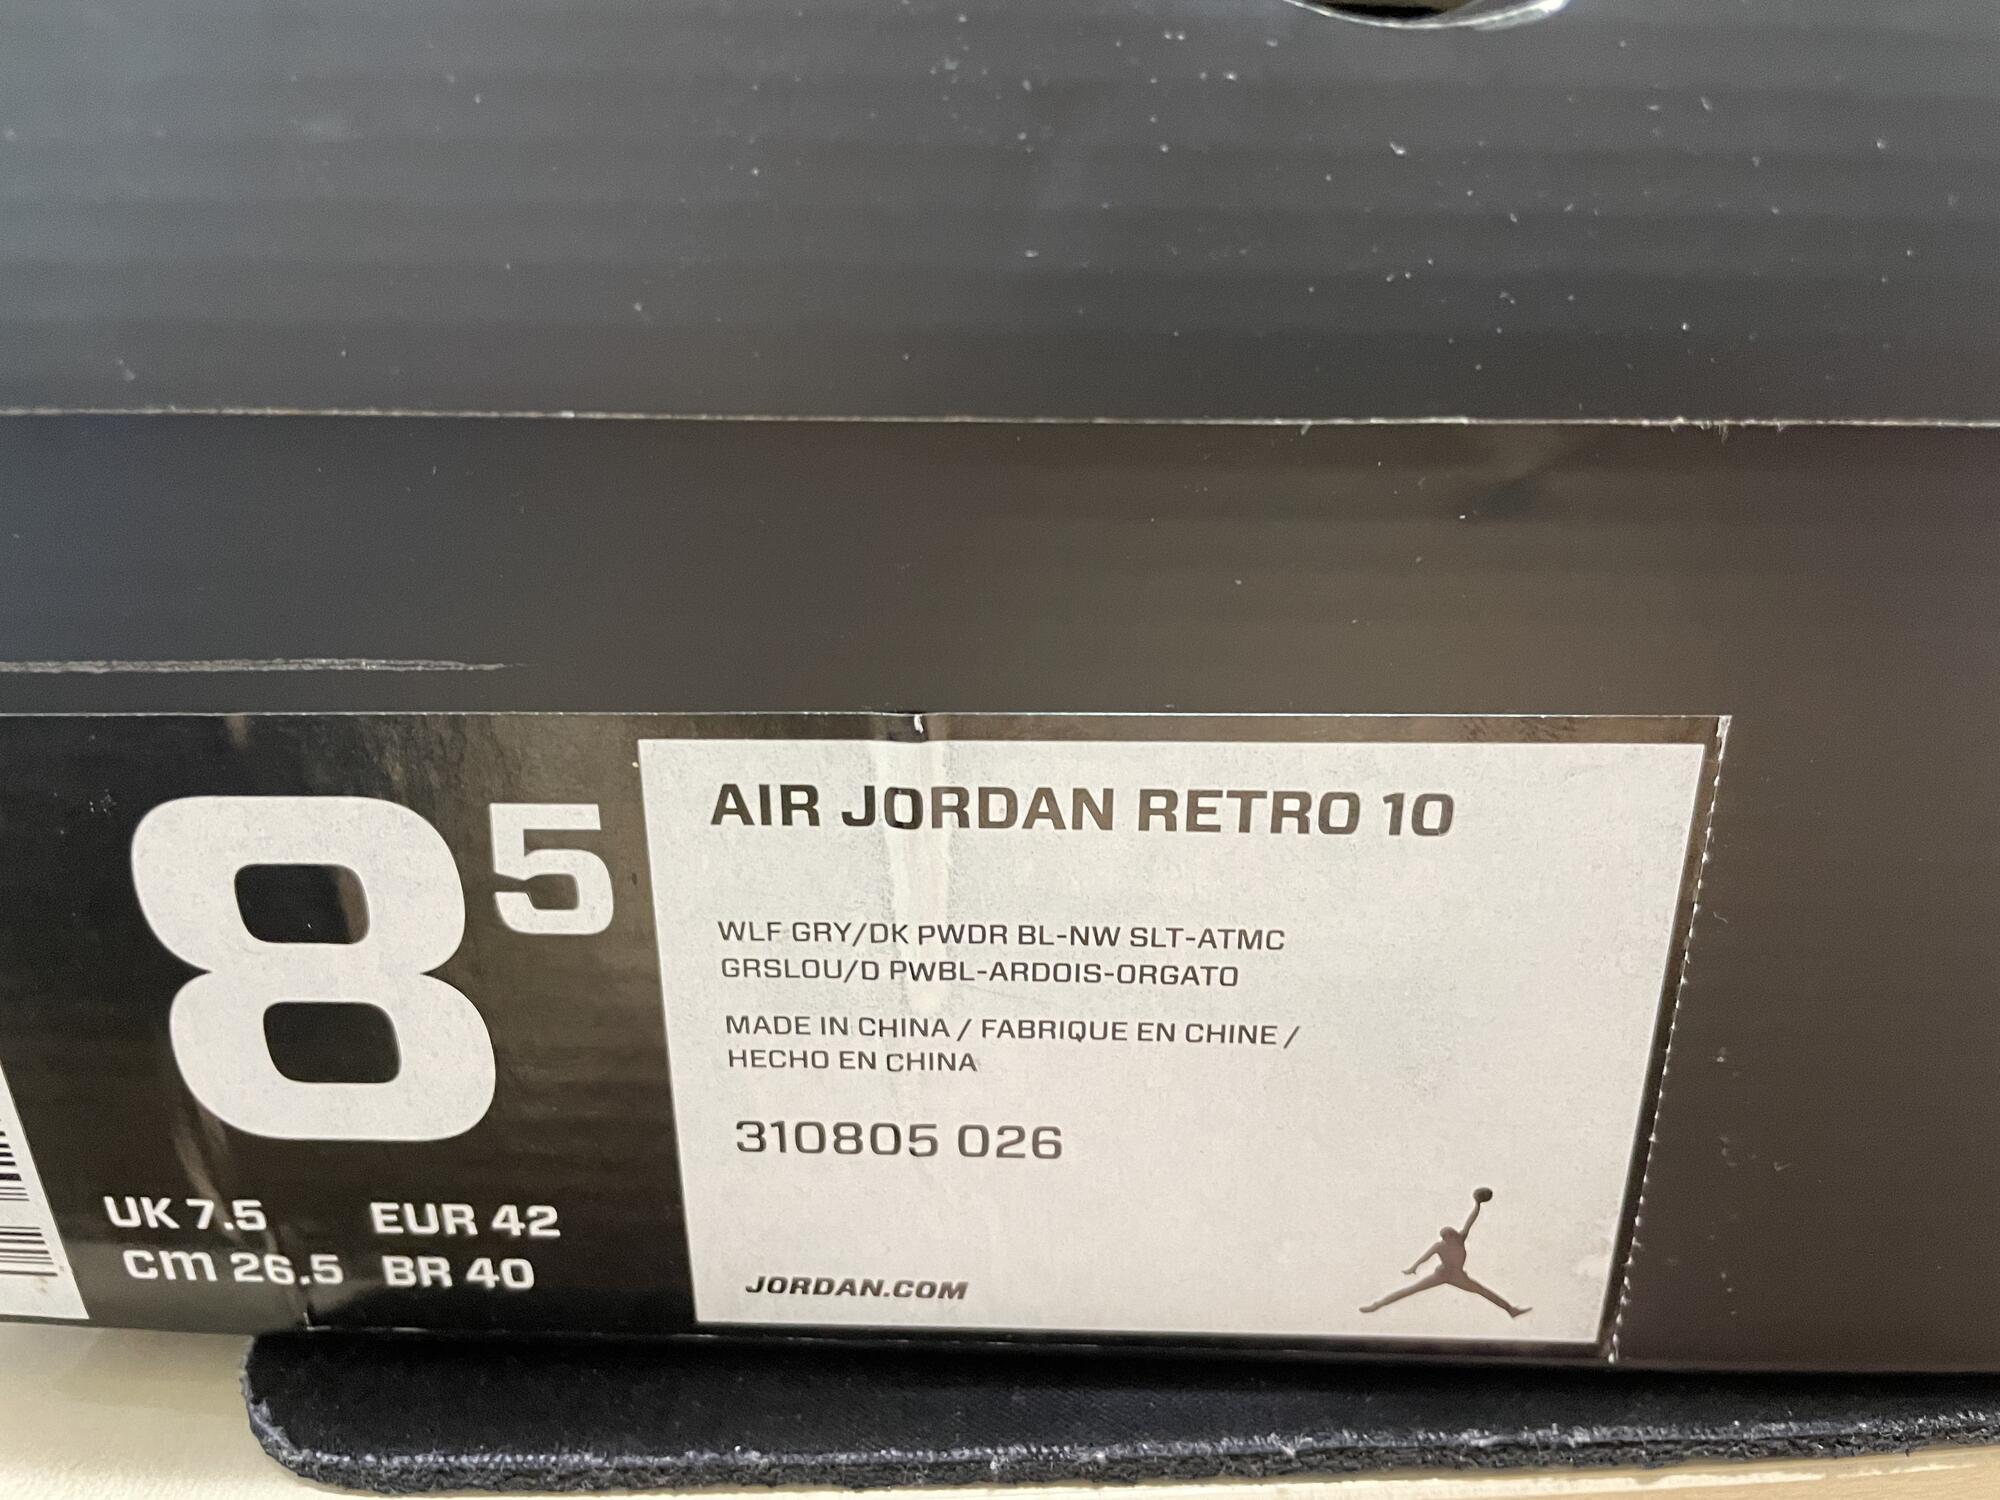 8 5
UK 7.5 EUR 42
cm 26.5 BR 40
AIR JORDAN RETRO 10
WLF GRY/DK PWDR BL-NW SLT-ATMC
GRSLOU/D PWBL-ARDOIS-ORGATO
MADE IN CHINA / FABRIQUE EN CHINE /
HECHO EN CHINA
310805 026
JORDAN.COM